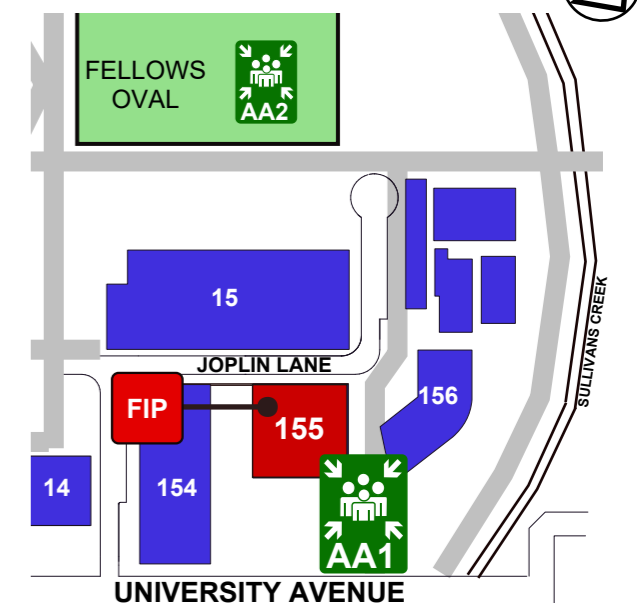 FELLOWS
OVAL
AA2
15
JOPLIN LANE
SULLIVANS CREEK
FIP
155
156
14
154
AA1
UNIVERSITY AVENUE